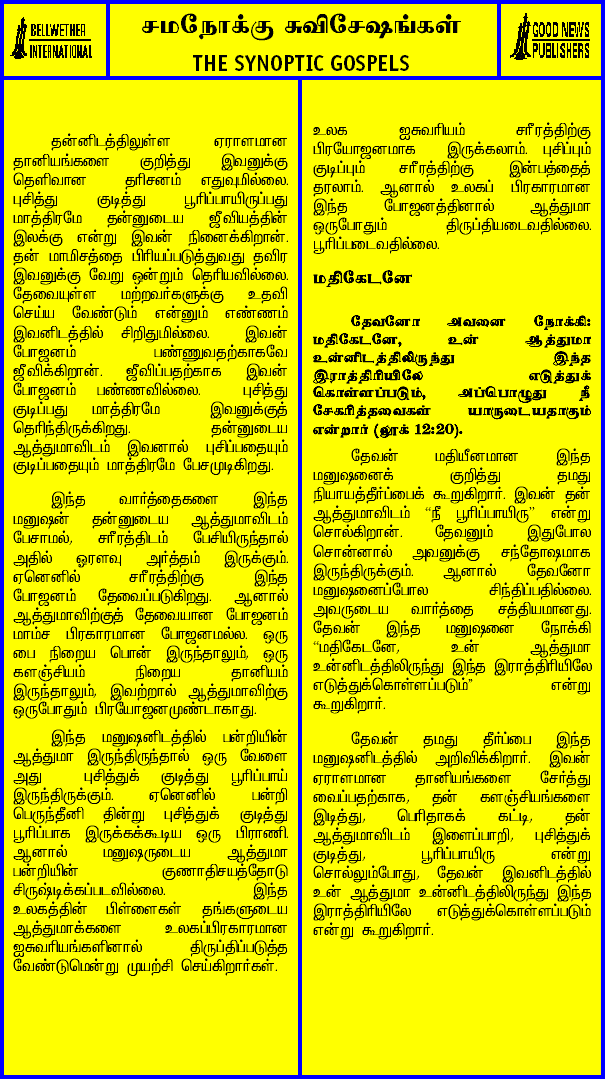 BELLWETHER
INTERNATIONAL
சமநோக்கு சுவிசேஷங்கள்
THE SYNOPTIC GOSPELS
GOOD NEWS
PUBLISHERS
தன்னிடத்திலுள்ள ஏராளமான
தானியங்களை குறித்து இவனுக்கு
தெளிவான தரிசனம் எதுவுமில்லை.
புசித்து குடித்து பூரிப்பாயிருப்பது
மாத்திரமே தன்னுடைய ஜீவியத்தின்
இலக்கு என்று இவன் நினைக்கிறான்.
தன் மாமிசத்தை பிரியப்படுத்துவது தவிர
இவனுக்கு வேறு ஒன்றும் தெரியவில்லை.
தேவையுள்ள மற்றவர்களுக்கு உதவி
செய்ய வேண்டும் என்னும் எண்ணம்
இவனிடத்தில் சிறிதுமில்லை. இவன்
போஜனம் பண்ணுவதற்காகவே
ஜீவிக்கிறான். ஜீவிப்பதற்காக இவன்
போஜனம் பண்ணவில்லை. புசித்து
குடிப்பது மாத்திரமே இவனுக்குத்
தெரிந்திருக்கிறது. தன்னுடைய
ஆத்துமாவிடம் இவனால் புசிப்பதையும்
குடிப்பதையும் மாத்திரமே பேசமுடிகிறது.
இந்த வார்த்தைகளை இந்த
மனுஷன் தன்னுடைய ஆத்துமாவிடம்
பேசாமல், சரீரத்திடம் பேசியிருந்தால்
அதில் ஓரளவு அர்த்தம் இருக்கும்.
ஏனெனில் சரீரத்திற்கு இந்த
போஜனம் தேவைப்படுகிறது. ஆனால்
ஆத்துமாவிற்குத் தேவையான போஜனம்
மாம்ச பிரகாரமான போஜனமல்ல. ஒரு
பை நிறைய பொன் இருந்தாலும், ஒரு
களஞ்சியம் நிறைய தானியம்
இருந்தாலும், இவற்றால் ஆத்துமாவிற்கு
ஒருபோதும் பிரயோஜனமுண்டாகாது.
இந்த மனுஷனிடத்தில் பன்றியின்
ஆத்துமா இருந்திருந்தால் ஒரு வேளை
அது புசித்துக் குடித்து பூரிப்பாய்
இருந்திருக்கும். ஏனெனில் பன்றி
பெருந்தீனி தின்று புசித்துக் குடித்து
பூரிப்பாக இருக்கக்கூடிய ஒரு பிராணி.
ஆனால் மனுஷருடைய ஆத்துமா
பன்றியின் குணாதிசயத்தோடு
சிருஷ்டிக்கப்படவில்லை. இந்த
உலகத்தின் பிள்ளைகள் தங்களுடைய
ஆத்துமாக்களை உலகப்பிரகாரமான
ஐசுவரியங்களினால் திருப்திப்படுத்த
வேண்டுமென்று முயற்சி செய்கிறார்கள்.
உலக ஐசுவரியம் சரீரத்திற்கு
பிரயோஜனமாக இருக்கலாம். புசிப்பும்
குடிப்பும் சரீரத்திற்கு இன்பத்தைத்
தரலாம். ஆனால் உலகப் பிரகாரமான
இந்த போஜனத்தினால் ஆத்துமா
ஒருபோதும் திருப்தியடைவதில்லை.
பூரிப்படைவதில்லை.
மதிகேடனே
தேவனோ அவனை நோக்கி:
மதிகேடனே, உன் ஆத்துமா
உன்னிடத்திலிருந்து இந்த
இராத்திரியிலே எடுத்துக்
கொள்ளப்படும், அப்பொழுது நீ
சேகரித்தவைகள் யாருடையதாகும்
என்றார் (லூக் 12:20).
தேவன் மதியீனமான இந்த
மனுஷனைக் குறித்து தமது
நியாயத்தீர்ப்பைக் கூறுகிறார். இவன் தன்
ஆத்துமாவிடம் “நீ பூரிப்பாயிரு” என்று
சொல்கிறான். தேவனும் இதுபோல
சொன்னால் அவனுக்கு சந்தோஷமாக
இருந்திருக்கும். ஆனால் தேவனோ
மனுஷனைப்போல சிந்திப்பதில்லை.
அவருடைய வார்த்தை சத்தியமானது.
தேவன் இந்த மனுஷனை நோக்கி
“மதிகேடனே, உன் ஆத்துமா
உன்னிடத்திலிருந்து இந்த இராத்திரியிலே
எடுத்துக்கொள்ளப்படும்” என்று
கூறுகிறார்.
தேவன் தமது தீர்ப்பை இந்த
மனுஷனிடத்தில் அறிவிக்கிறார். இவன்
ஏராளமான தானியங்களை சேர்த்து
வைப்பதற்காக, தன் களஞ்சியங்களை
இடித்து, பெரிதாகக் கட்டி, தன்
ஆத்துமாவிடம் இளைப்பாறி, புசித்துக்
குடித்து, பூரிப்பாயிரு என்று
சொல்லும்போது, தேவன் இவனிடத்தில்
உன் ஆத்துமா உன்னிடத்திலிருந்து இந்த
இராத்திரியிலே எடுத்துக்கொள்ளப்படும்
என்று கூறுகிறார்.